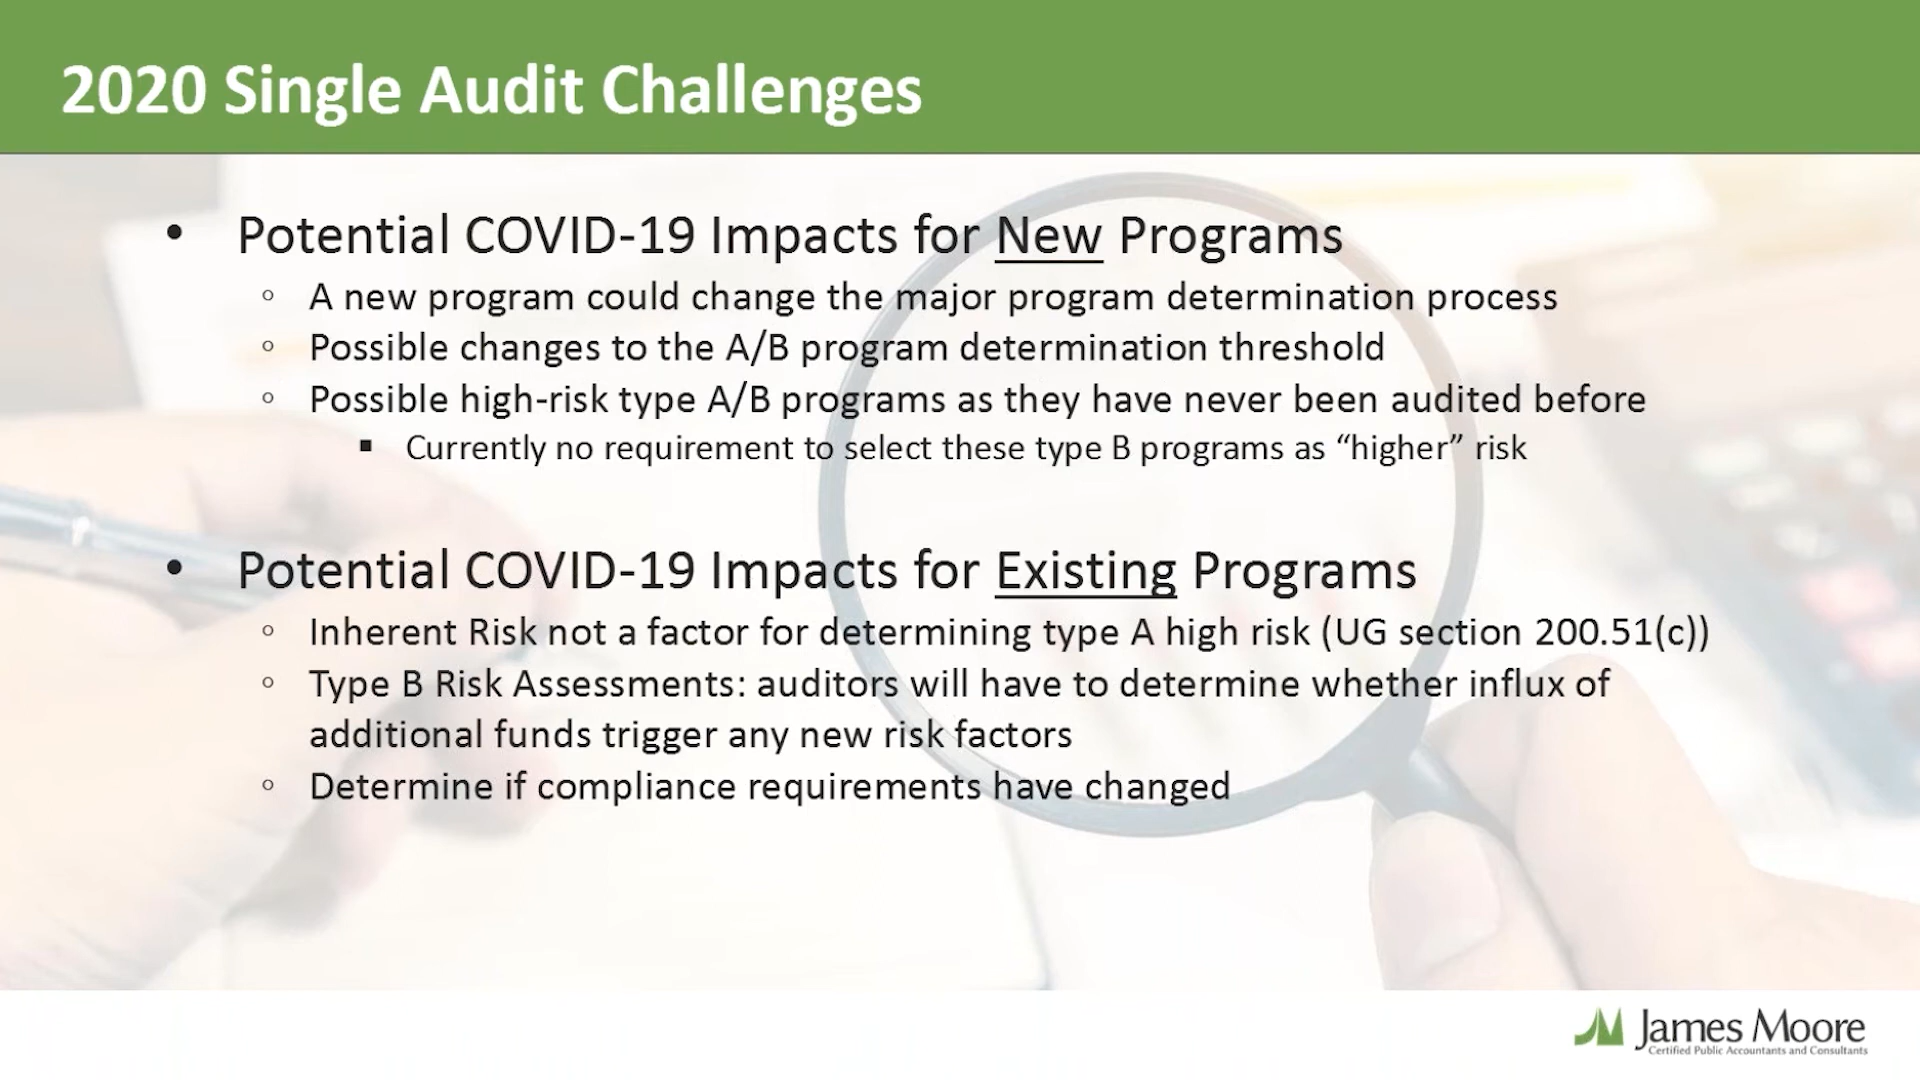 2020 Single Audit Challenges
• Potential COVID-19 Impacts for New Programs
◦ A new program could change the major program determination process
◦ Possible changes to the A/B program determination threshold
◦ Possible high-risk type A/B programs as they have never been audited before
▪ Currently no requirement to select these type B programs as “higher” risk
• Potential COVID-19 Impacts for Existing Programs
◦ Inherent Risk not a factor for determining type A high risk (UG section 200.51(c))
◦ Type B Risk Assessments: auditors will have to determine whether influx of
additional funds trigger any new risk factors
◦ Determine if compliance requirements have changed
James Moore
Certified Public Accountants and Consultants